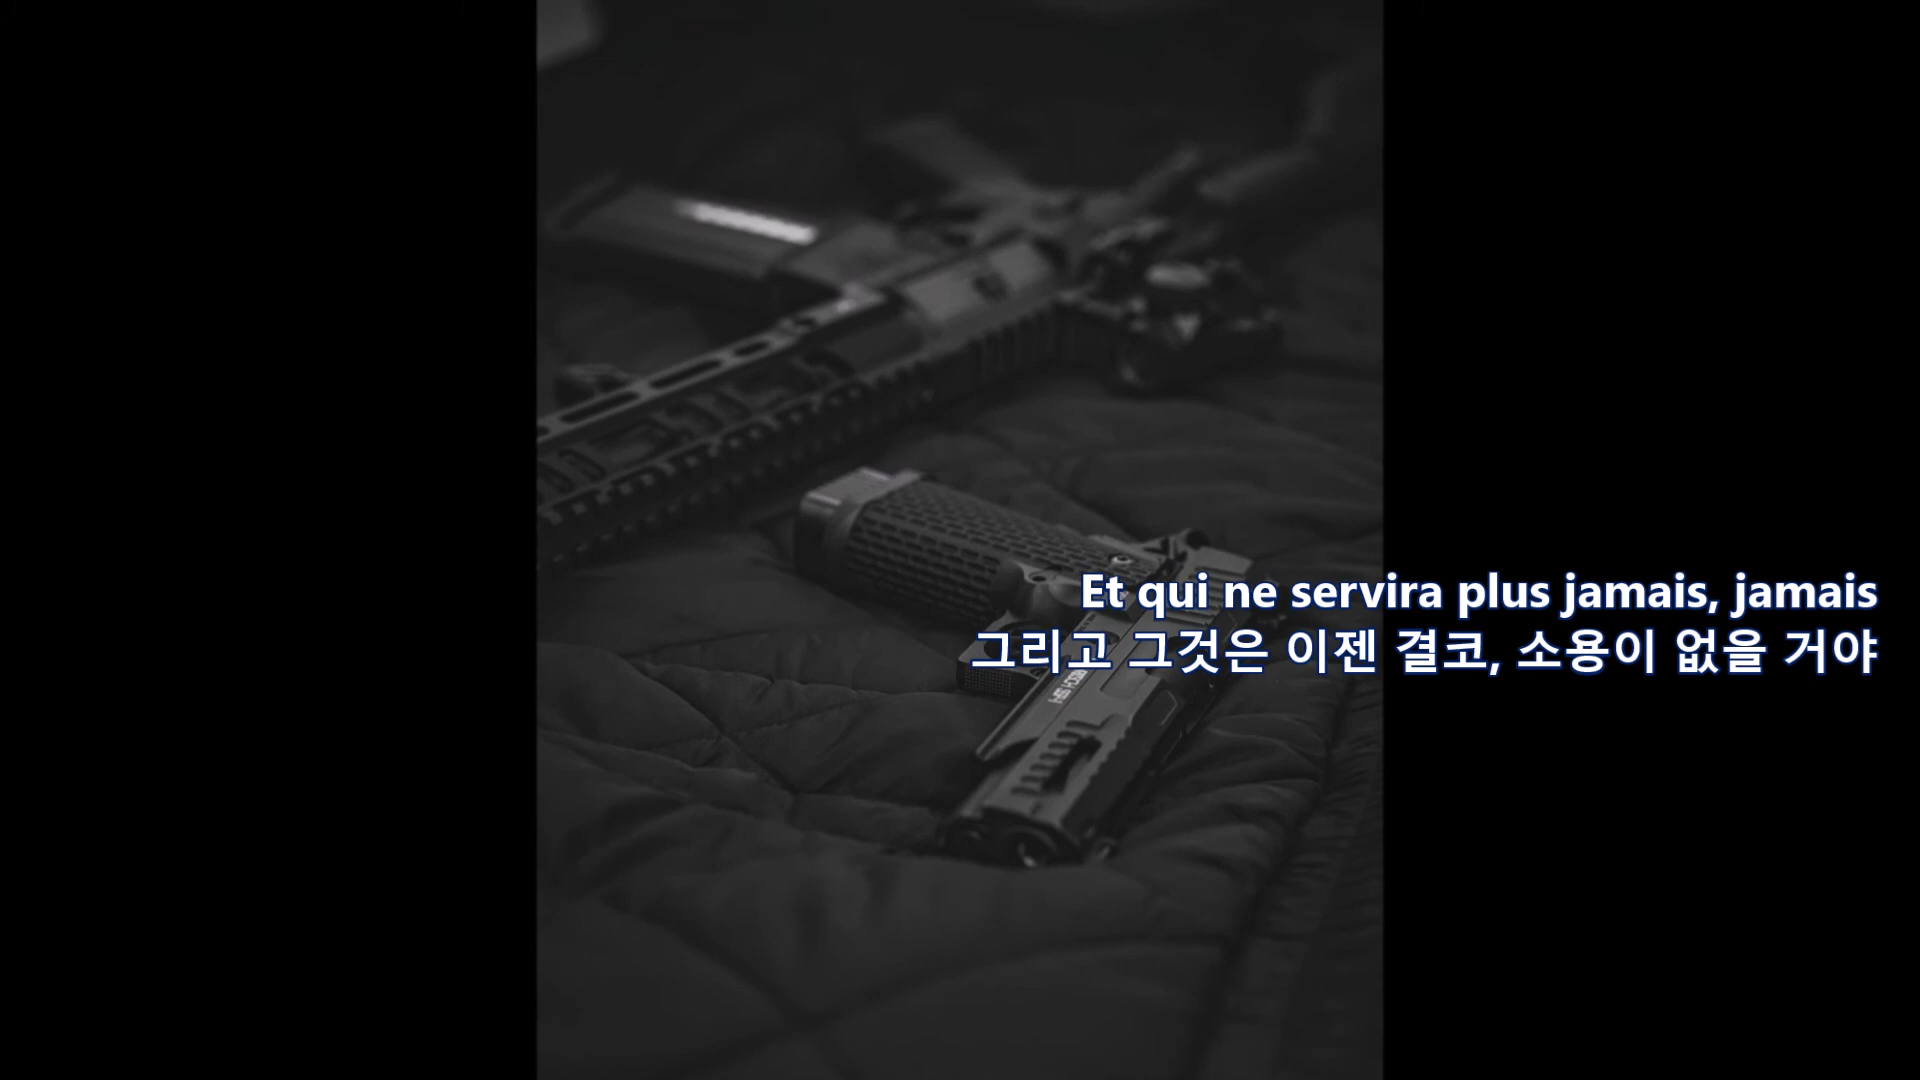 Et qui ne servira plus jamais, jamais
그리고 그것은 이젠 결코, 소용이 없을 거야